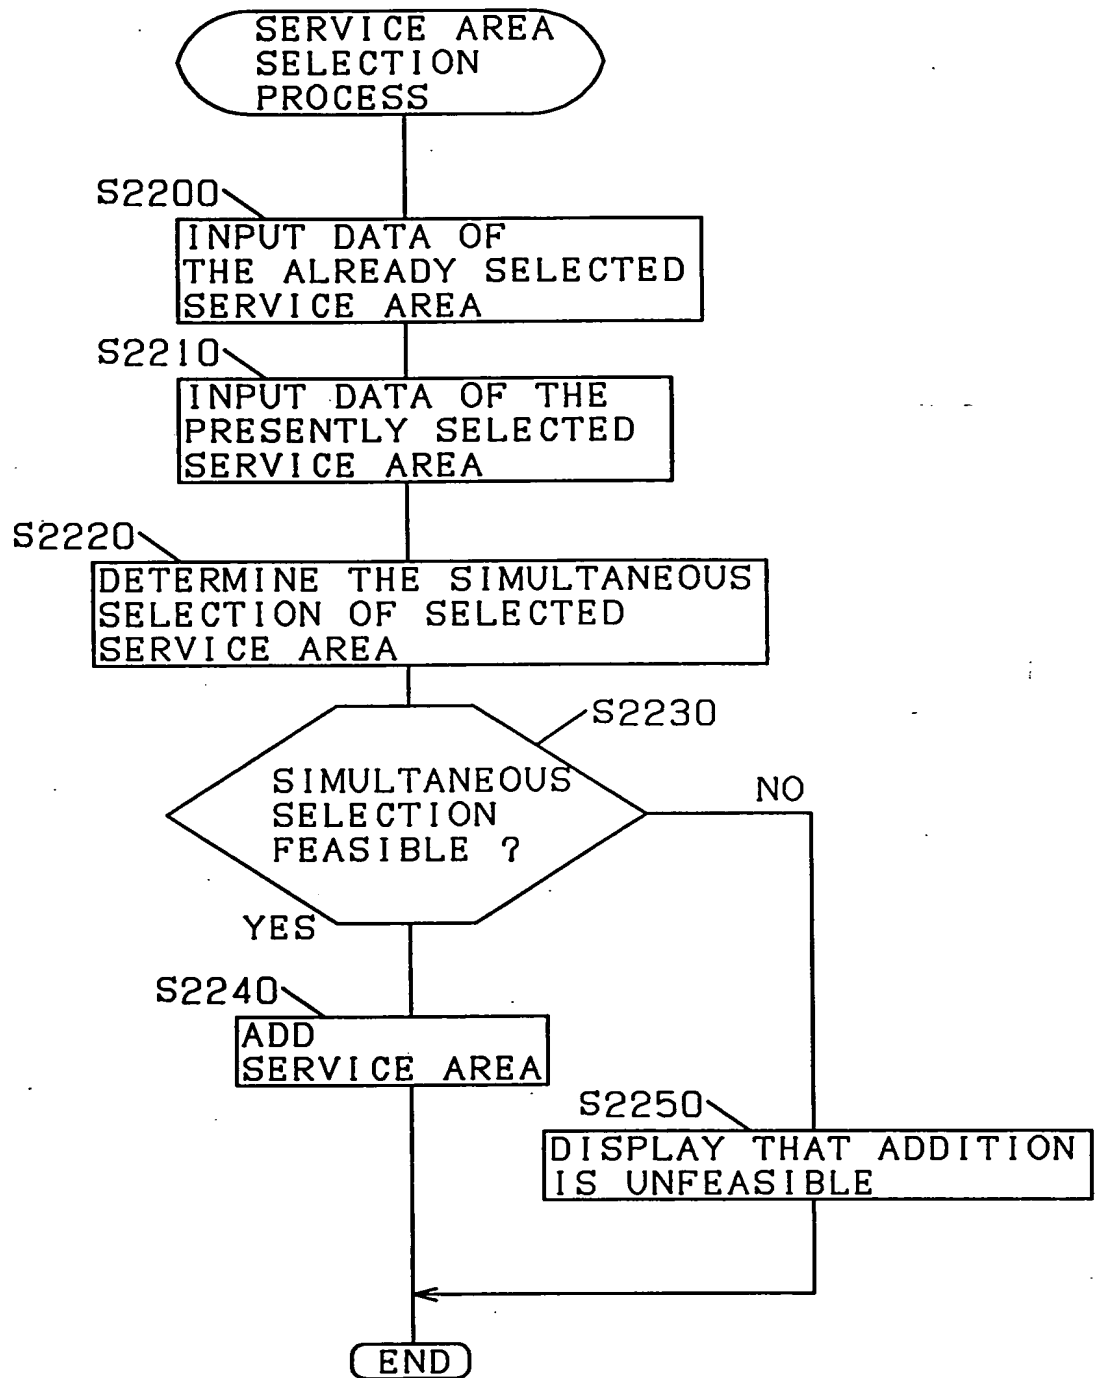 SERVICE AREA
SELECTION
PROCESS
S2200
INPUT DATA OF
THE ALREADY SELECTED
SERVICE AREA
S2210
INPUT DATA OF THE
PRESENTLY SELECTED
SERVICE AREA
S2220
DETERMINE THE SIMULTANEOUS
SELECTION OF SELECTED
SERVICE AREA
S2230
SIMULTANEOUS
SELECTION
FEASIBLE ?
NO
YES
S2240
ADD
SERVICE AREA
S2250
DISPLAY THAT ADDITION
IS UNFEASIBLE
END